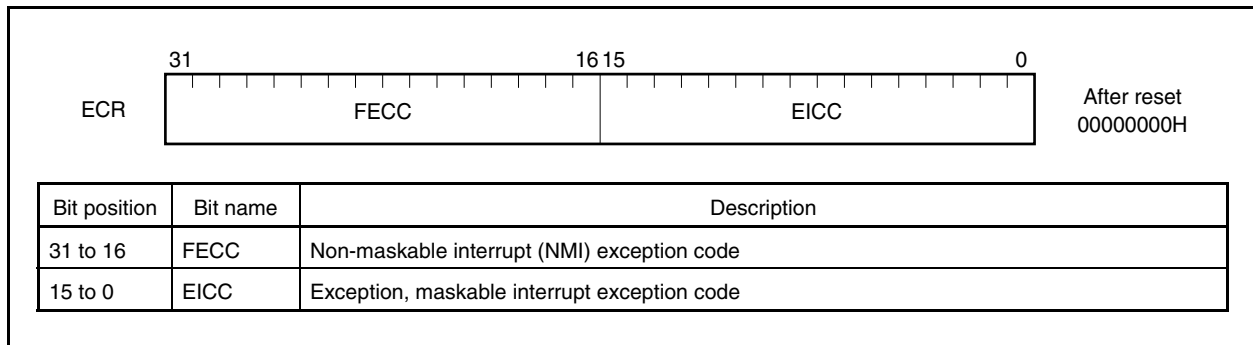 31 16 15 0
ECR FECC EICC After reset
00000000H
Bit position Bit name Description
31 to 16 FECC Non-maskable interrupt (NMI) exception code
15 to 0 EICC Exception, maskable interrupt exception code